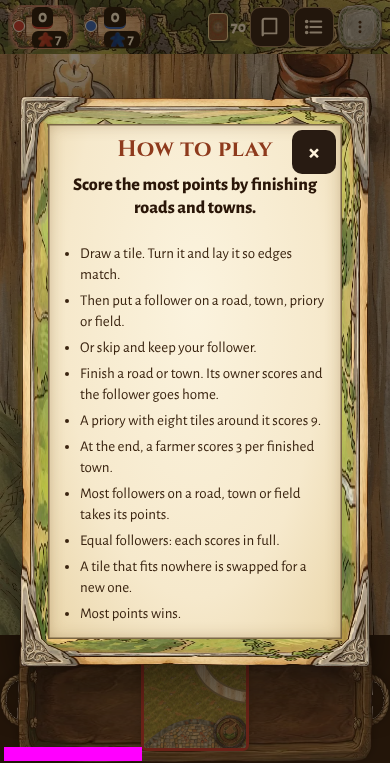 0 0
7 7 70
How to play ×
Score the most points by finishing
roads and towns.
• Draw a tile. Turn it and lay it so edges
match.
• Then put a follower on a road, town, priory
or field.
• Or skip and keep your follower.
• Finish a road or town. Its owner scores and
the follower goes home.
• A priory with eight tiles around it scores 9.
• At the end, a farmer scores 3 per finished
town.
• Most followers on a road, town or field
takes its points.
• Equal followers: each scores in full.
• A tile that fits nowhere is swapped for a
new one.
• Most points wins.